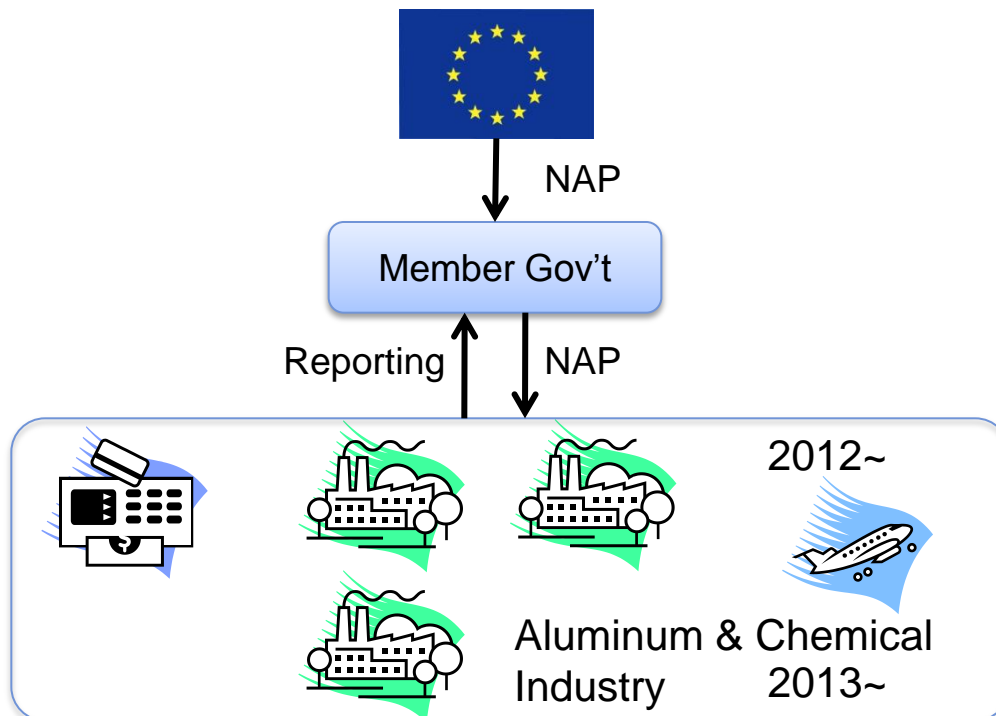 NAP
Member Gov't
Reporting
NAP
2012~
$
Aluminum & Chemical
Industry
2013~